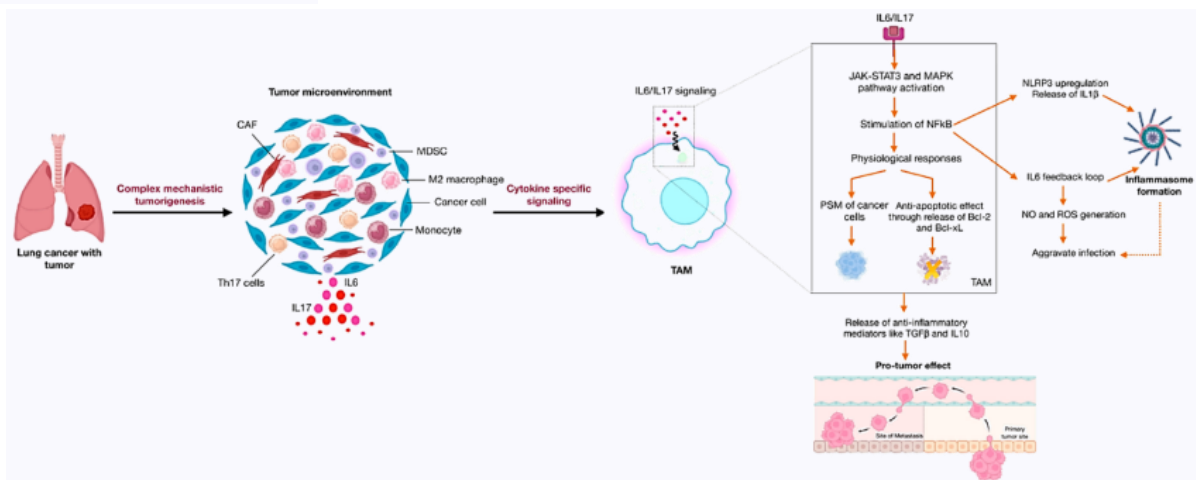 Lung cancer with
tumor
Complex mechanistic
tumorigenesis
Tumor microenvironment
CAF
MDSC
M2 macrophage
Cancer cell
Monocyte
Th17 cells
IL6
IL17
Cytokine specific
signaling
IL6/IL17 signaling
TAM
IL6/IL17
JAK-STAT3 and MAPK
pathway activation
Stimulation of NFkB
Physiological responses
PSM of cancer
cells
Anti-apoptotic effect
through release of Bcl-2
and Bcl-xL
TAM
NLRP3 upregulation
Release of IL1β
IL6 feedback loop
Inflammasome
formation
NO and ROS generation
Aggravate infection
Release of anti-inflammatory
mediators like TGFβ and IL10
Pro-tumor effect
Site of Metastasis
Primary
tumor site